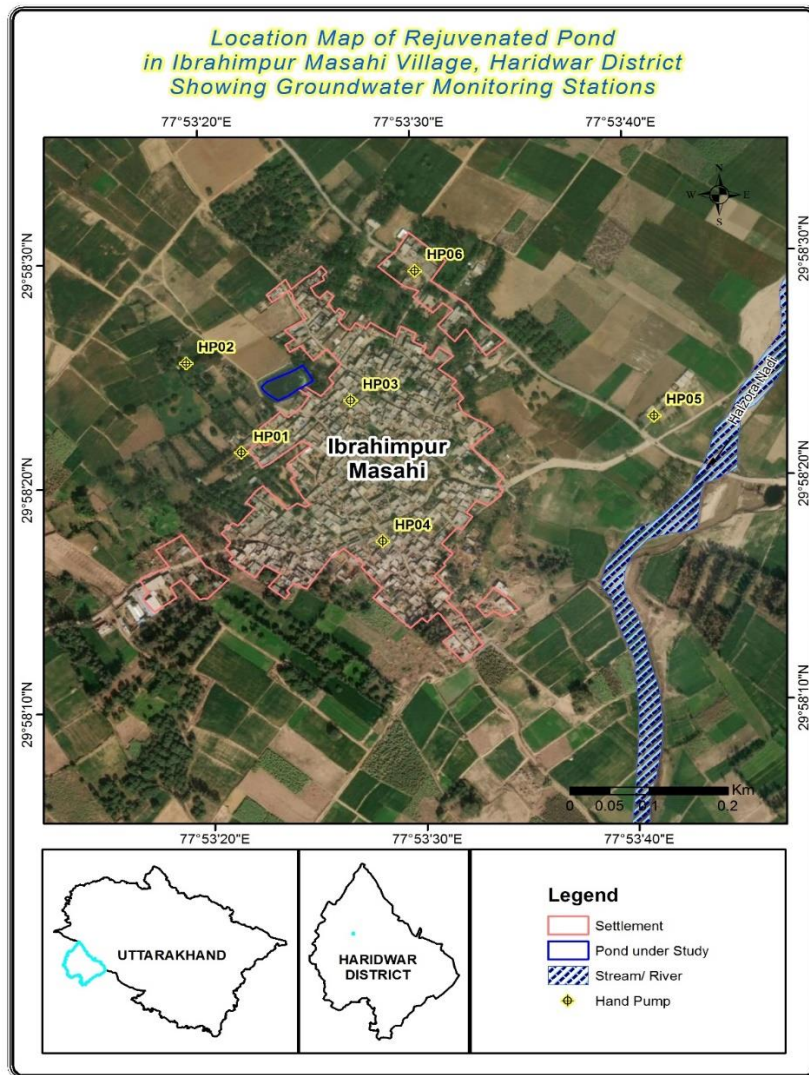 Location Map of Rejuvenated Pond
in Ibrahimpur Masahi Village, Haridwar District
Showing Groundwater Monitoring Stations
77°53'20"E 77°53'30"E 77°53'40"E
N
W E
S
29°58'30"N 29°58'30"N
HP06
HP02
HP03
HP05
Halzora Nadi
HP01
Ibrahimpur
Masahi
29°58'20"N 29°58'20"N
HP04
29°58'10"N 29°58'10"N
Km
0 0.05 0.1 0.2
77°53'20"E 77°53'30"E 77°53'40"E
UTTARAKHAND
HARIDWAR
DISTRICT
Legend
Settlement
Pond under Study
Stream/ River
Hand Pump